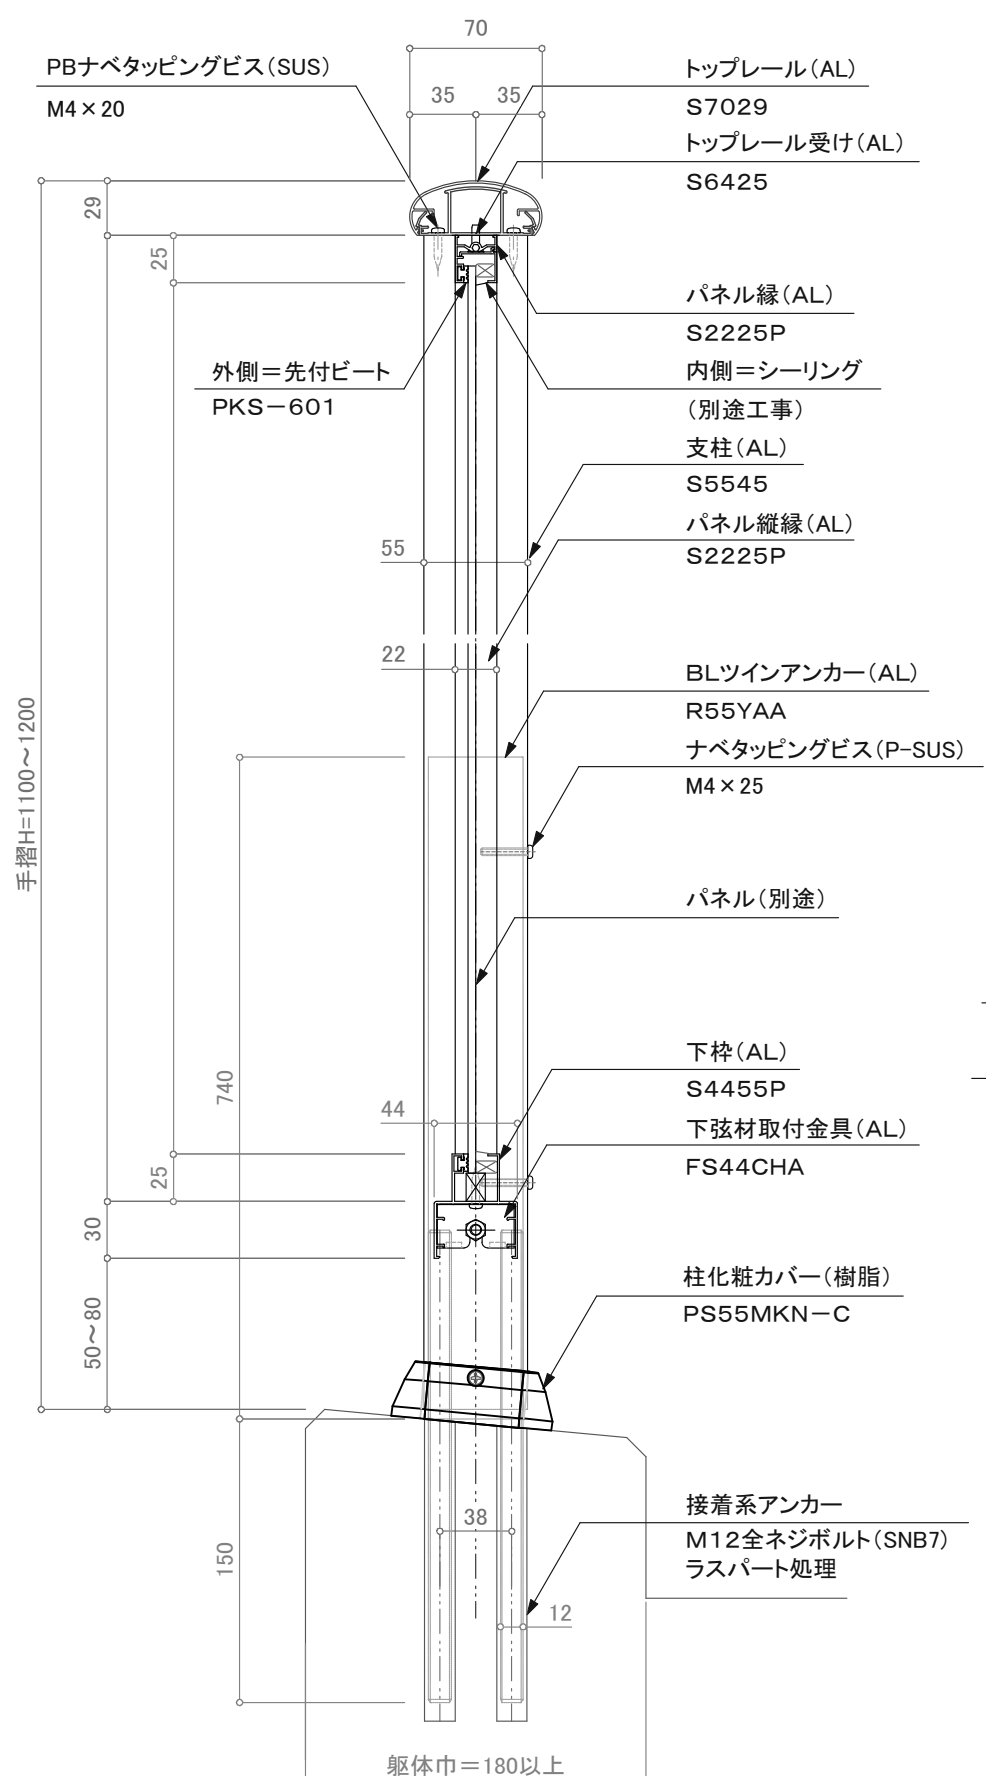 70
PBナベタッピングビス(SUS)
M4×20
35
35
トップレール(AL)
S7029
トップレール受け(AL)
S6425
29
25
パネル縁(AL)
S2225P
外側=先付ビート
PKS-601
内側=シーリング
(別途工事)
支柱(AL)
S5545
パネル縦縁(AL)
S2225P
55
22
BLツインアンカー(AL)
R55YAA
ナベタッピングビス(P-SUS)
M4×25
手摺H=1100~1200
パネル(別途)
740
下枠(AL)
S4455P
44
下弦材取付金具(AL)
FS44CHA
25
30
柱化粧カバー(樹脂)
PS55MKN-C
50~80
接着系アンカー
M12全ネジボルト(SNB7)
ラスパート処理
38
150
12
躯体巾=180以上